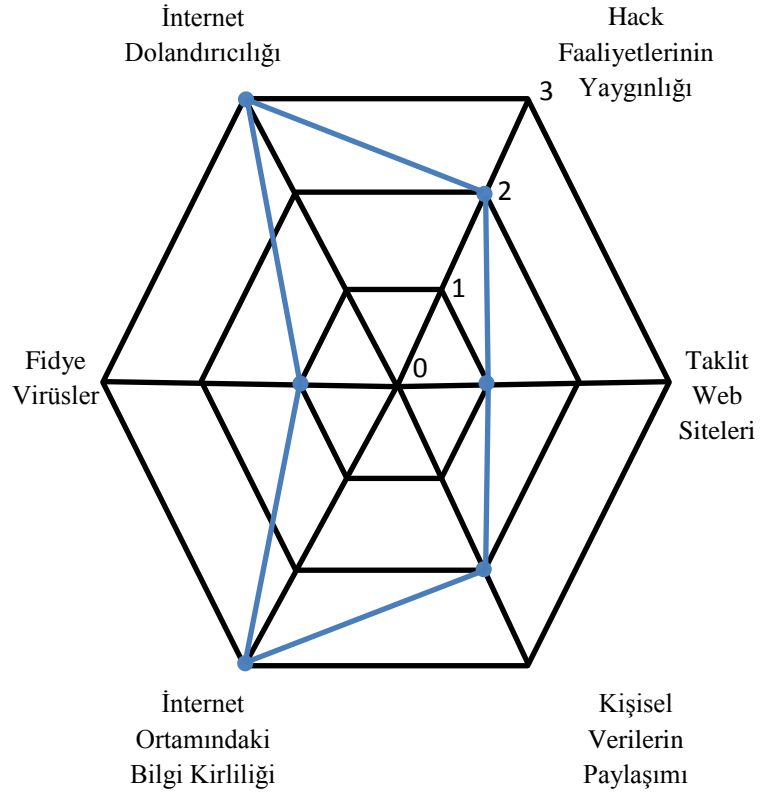 İnternet
Dolandırıcılığı
Hack
Faaliyetlerinin
Yaygınlığı
3
2
1
0
Fidye
Virüsler
Taklit
Web
Siteleri
İnternet
Ortamındaki
Bilgi Kirliliği
Kişisel
Verilerin
Paylaşımı